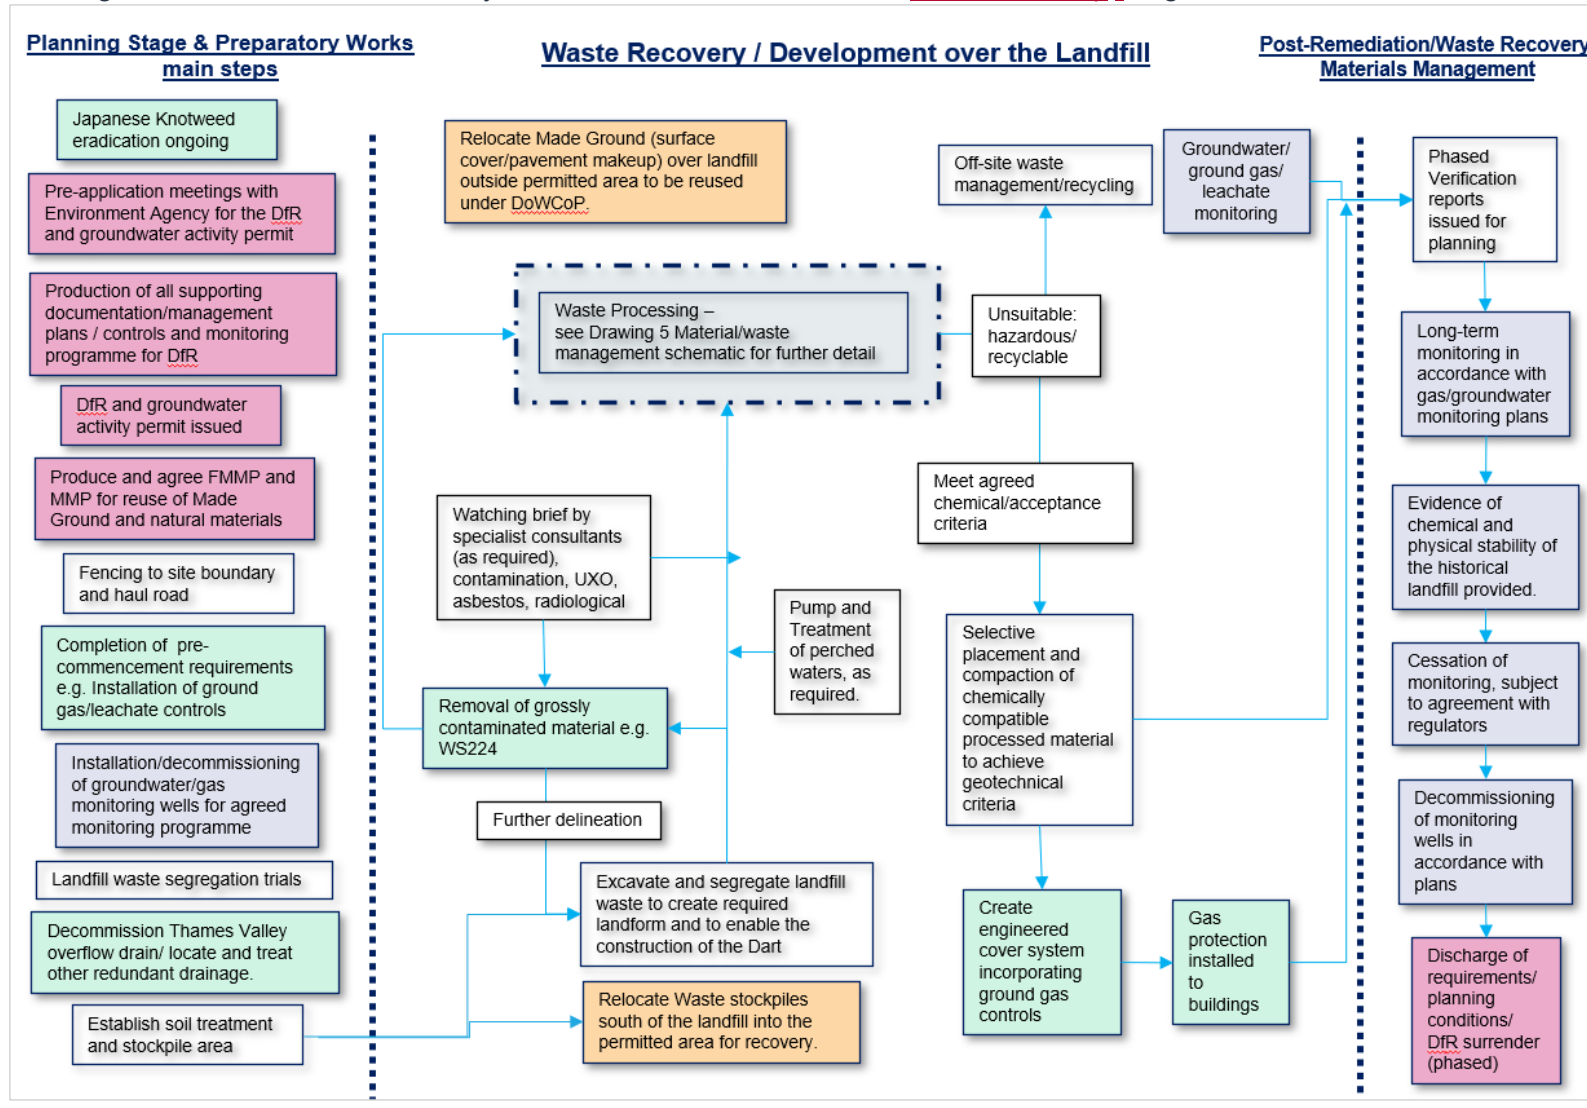 Planning Stage & Preparatory Works
main steps
Japanese Knotweed
eradication ongoing
Pre-application meetings with
Environment Agency for the DfR
and groundwater activity permit
Production of all supporting
documentation/management
plans / controls and monitoring
programme for DfR
DfR and groundwater
activity permit issued
Produce and agree FMMP and
MMP for reuse of Made
Ground and natural materials
Fencing to site boundary
and haul road
Completion of pre-
commencement requirements
e.g. Installation of ground
gas/leachate controls
Installation/decommissioning
of groundwater/gas
monitoring wells for agreed
monitoring programme
Landfill waste segregation trials
Decommission Thames Valley
overflow drain/ locate and treat
other redundant drainage.
Establish soil treatment
and stockpile area
Waste Recovery / Development over the Landfill
Relocate Made Ground (surface
cover/pavement makeup) over landfill
outside permitted area to be reused
under DoWCoP.
Waste Processing –
see Drawing 5 Material/waste
management schematic for further detail
Watching brief by
specialist consultants
(as required),
contamination, UXO,
asbestos, radiological
Pump and
Treatment
of perched
waters, as
required.
Removal of grossly
contaminated material e.g.
WS224
Further delineation
Excavate and segregate landfill
waste to create required
landform and to enable the
construction of the Dart
Relocate Waste stockpiles
south of the landfill into the
permitted area for recovery.
Off-site waste
management/recycling
Unsuitable:
hazardous/
recyclable
Meet agreed
chemical/acceptance
criteria
Selective
placement and
compaction of
chemically
compatible
processed material
to achieve
geotechnical
criteria
Create
engineered
cover system
incorporating
ground gas
controls
Gas
protection
installed
to
buildings
Groundwater/
ground gas/
leachate
monitoring
Post-Remediation/Waste Recovery
Materials Management
Phased
Verification
reports
issued for
planning
Long-term
monitoring in
accordance with
gas/groundwater
monitoring plans
Evidence of
chemical and
physical stability of
the historical
landfill provided.
Cessation of
monitoring, subject
to agreement with
regulators
Decommissioning
of monitoring
wells in
accordance with
plans
Discharge of
requirements/
planning
conditions/
DfR surrender
(phased)